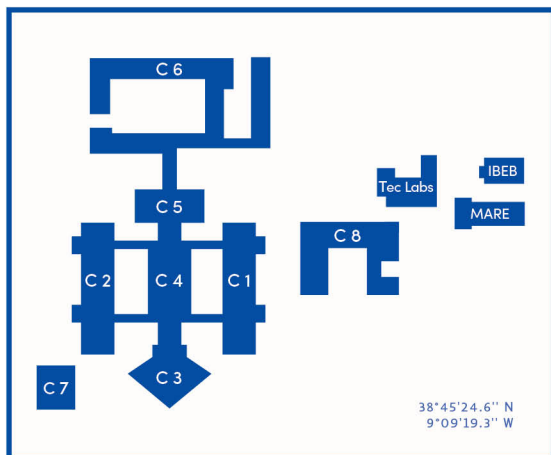 C 6
IBEB
Tec Labs
C 5
MARE
C 8
C 2
C 4
C 1
C 3
C 7
38°45'24.6'' N
9°09'19.3'' W